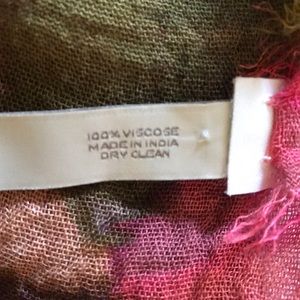 100% VISCOSE
MADE IN INDIA
DRY CLEAN